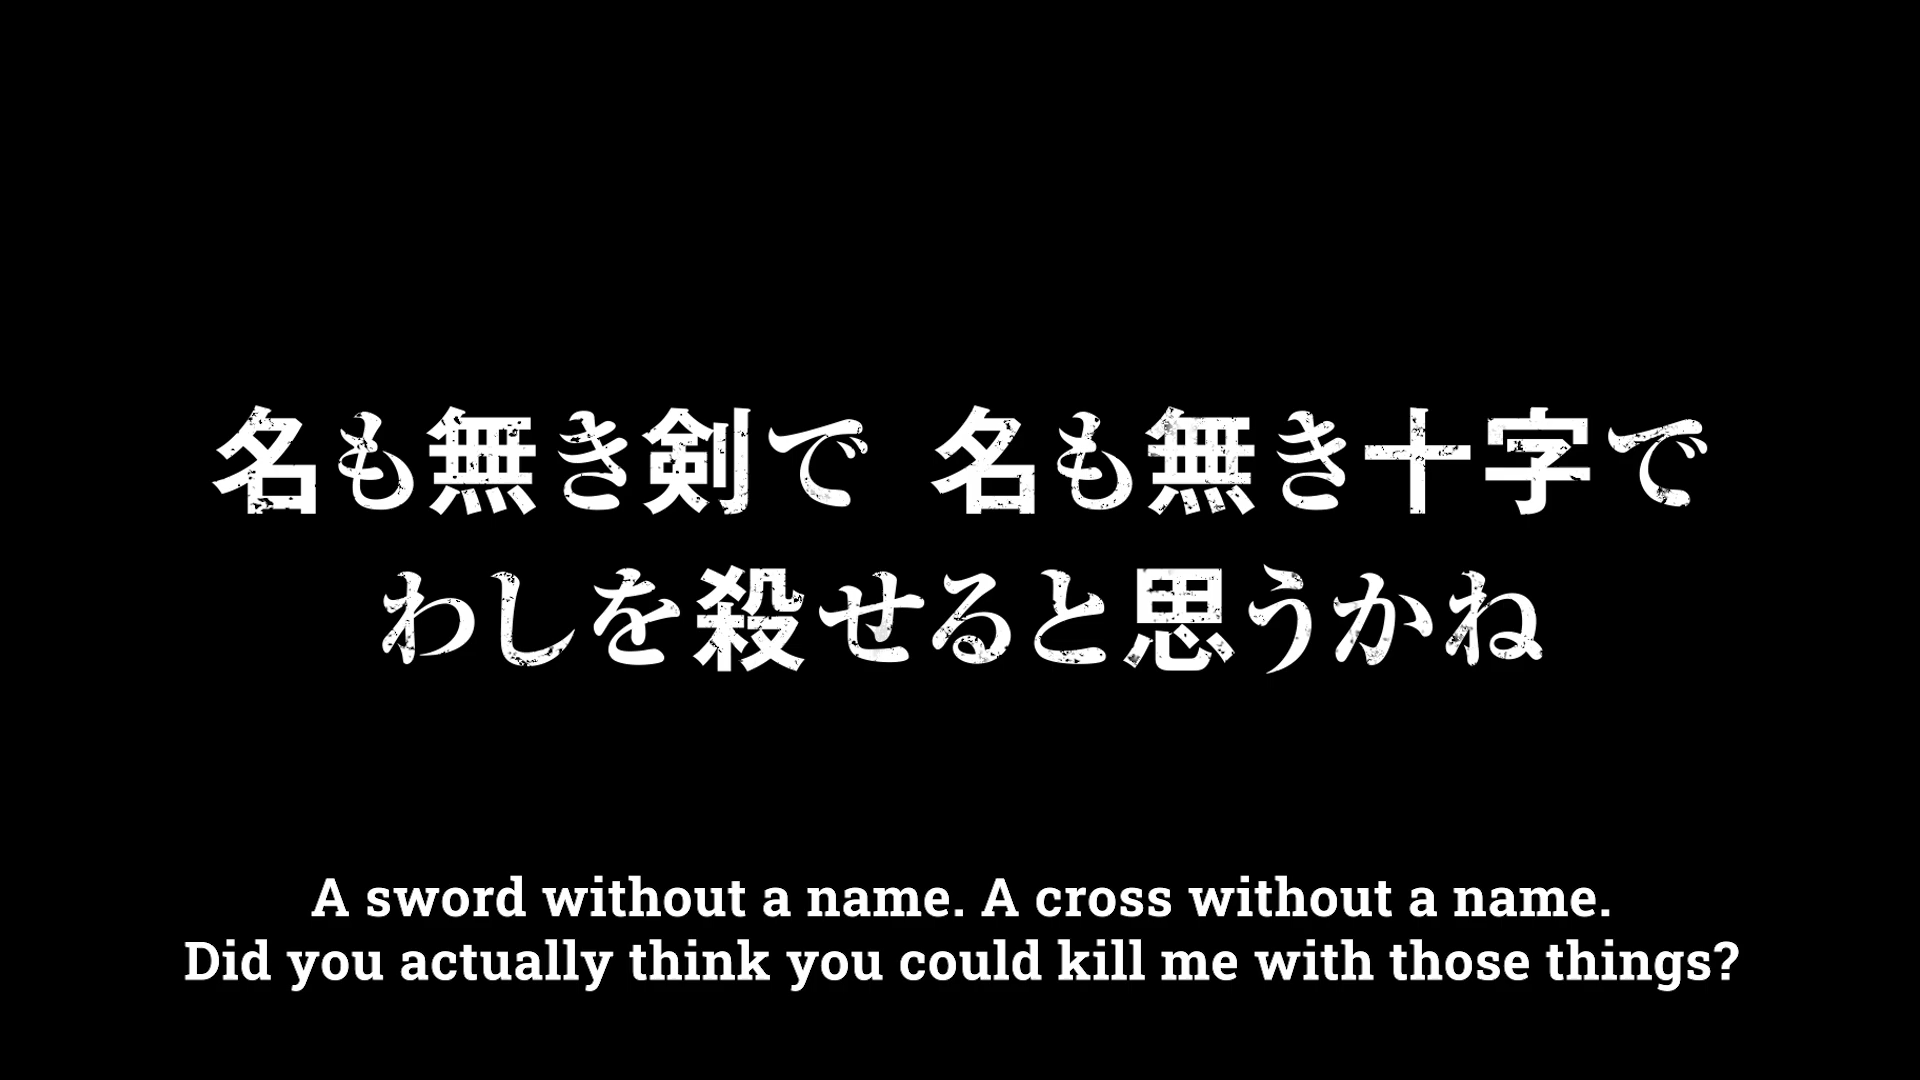 名も無き剣で 名も無き十字で
わしを殺せると思うかね
A sword without a name. A cross without a name.
Did you actually think you could kill me with those things?